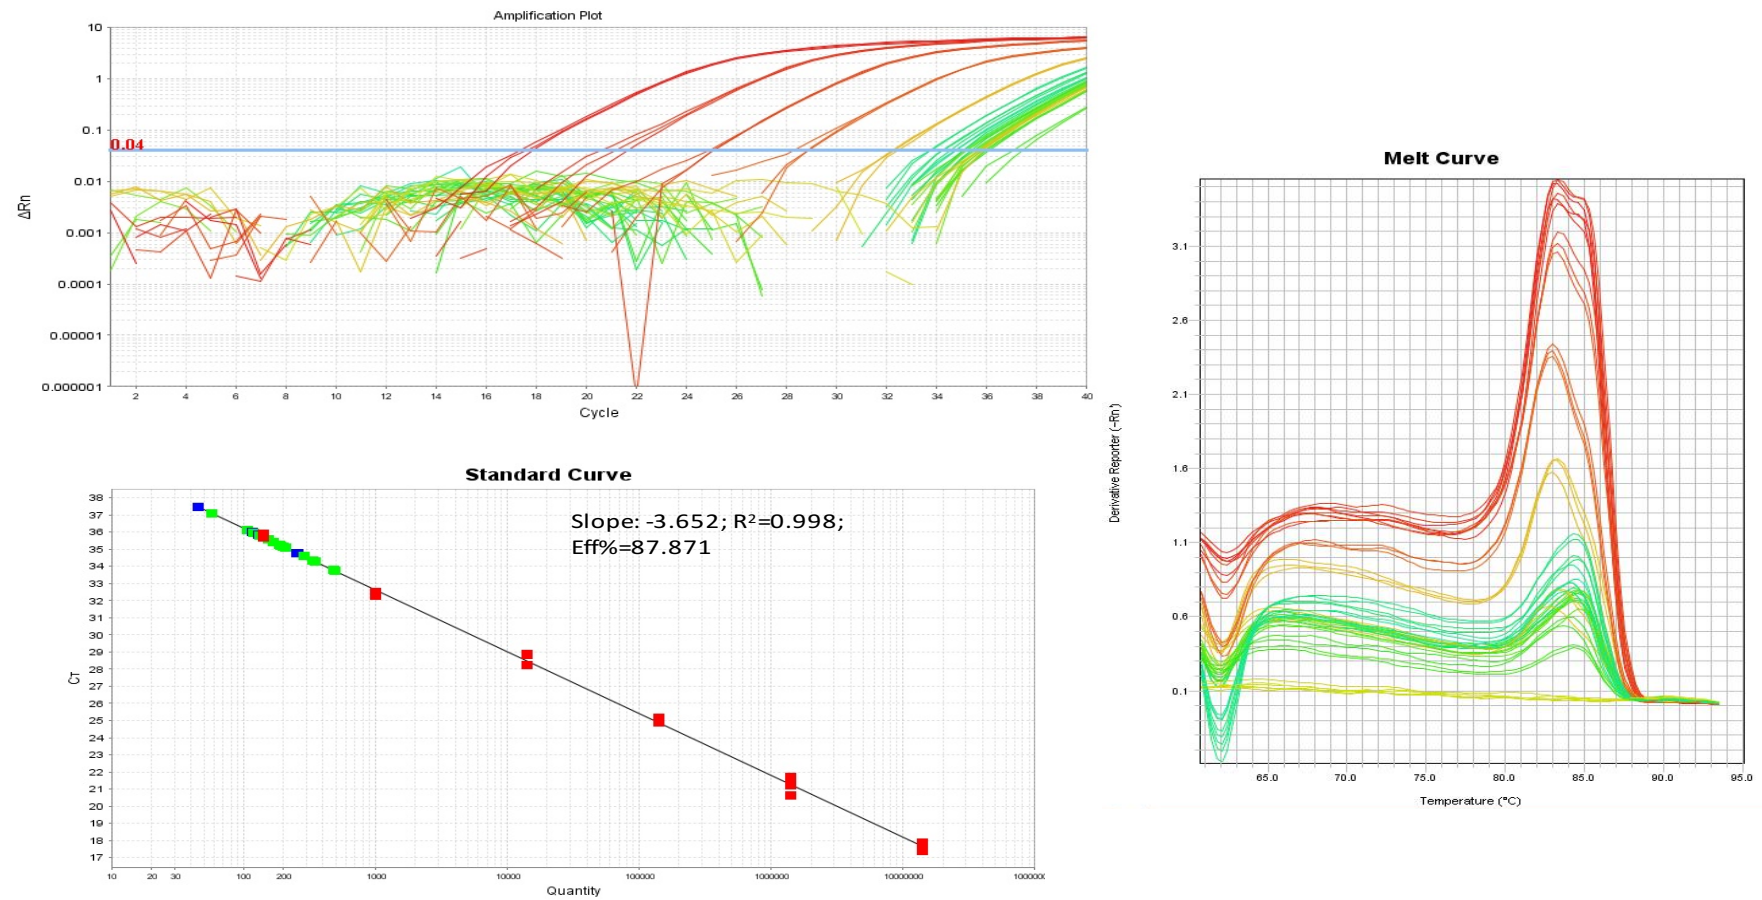 Amplification Plot
10
1
0.1
0.04
0.01
0.001
0.0001
0.00001
0.000001
ΔRn
2 4 6 8 10 12 14 16 18 20 22 24 26 28 30 32 34 36 38 40
Cycle
Standard Curve
Slope: -3.652; R²=0.998;
Eff%=87.871
38
37
36
35
34
33
32
31
30
29
28
27
26
25
24
23
22
21
20
19
18
17
Cт
10 20 30 100 200 1000 10000 100000 1000000 10000000 1000000
Quantity
Melt Curve
3.1
2.6
2.1
1.6
1.1
0.6
0.1
Derivative Reporter (-Rn')
65.0 70.0 75.0 80.0 85.0 90.0 95.0
Temperature (°C)